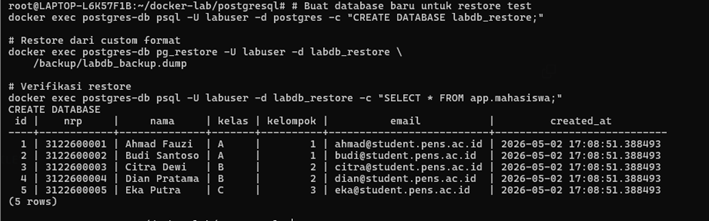 root@LAPTOP-L6K57F1B:~/docker-lab/postgresql# # Buat database baru untuk restore test
docker exec postgres-db psql -U labuser -d postgres -c "CREATE DATABASE labdb_restore;"
# Restore dari custom format
docker exec postgres-db pg_restore -U labuser -d labdb_restore \
    /backup/labdb_backup.dump
# Verifikasi restore
docker exec postgres-db psql -U labuser -d labdb_restore -c "SELECT * FROM app.mahasiswa;"
CREATE DATABASE
 id |    nrp     |     nama     | kelas | kelompok |          email          |         created_at
----+------------+--------------+-------+----------+-------------------------+----------------------------
  1 | 3122600001 | Ahmad Fauzi  | A     |        1 | ahmad@student.pens.ac.id | 2026-05-02 17:08:51.388493
  2 | 3122600002 | Budi Santoso | A     |        1 | budi@student.pens.ac.id  | 2026-05-02 17:08:51.388493
  3 | 3122600003 | Citra Dewi   | B     |        2 | citra@student.pens.ac.id | 2026-05-02 17:08:51.388493
  4 | 3122600004 | Dian Pratama | B     |        2 | dian@student.pens.ac.id  | 2026-05-02 17:08:51.388493
  5 | 3122600005 | Eka Putra    | C     |        3 | eka@student.pens.ac.id   | 2026-05-02 17:08:51.388493
(5 rows)